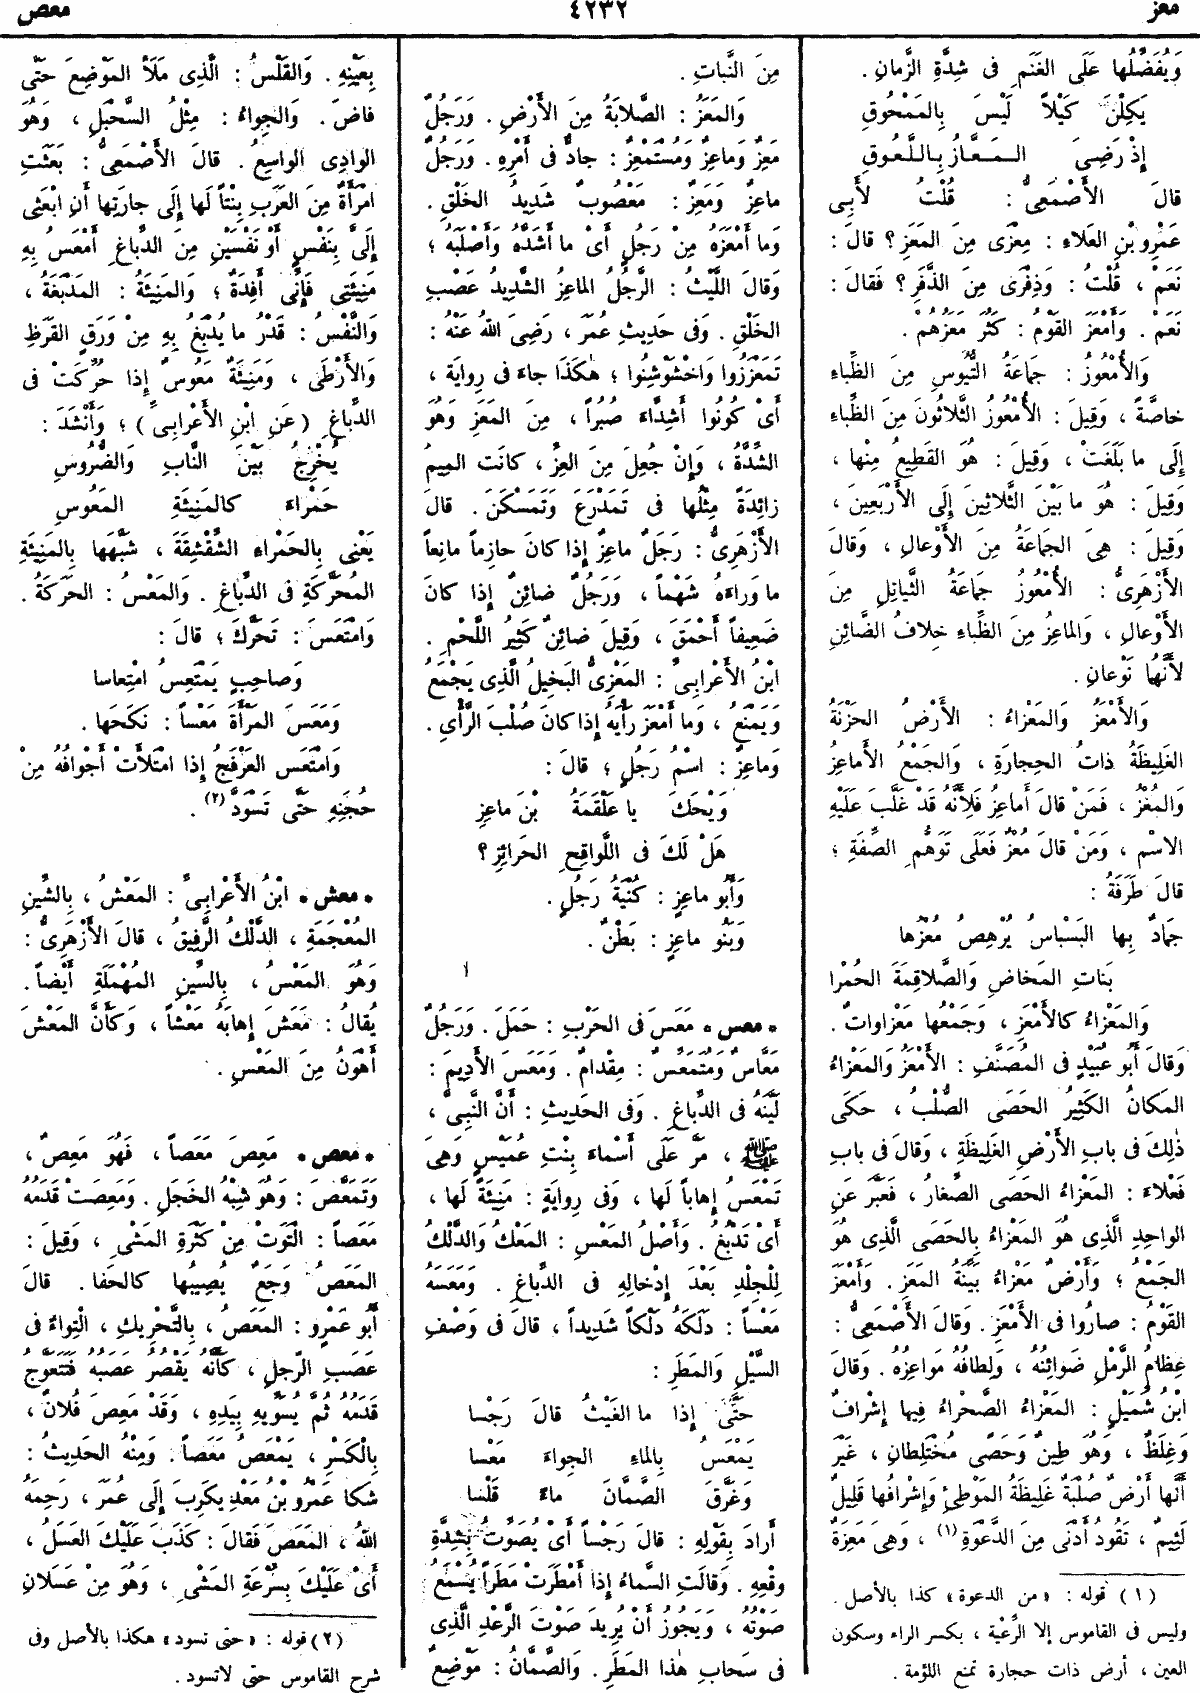 معز
٤٢٣٢
معص
وَيُفَضِّلُها عَلَى الغَنَمِ فى شِدَّةِ الزَّمانِ .
يَكِلْنَ كَيْلاً لَيْسَ بِالمَمْحُوقِ
إِذْ رَضِىَ المَعَّازُ بِاللَّعُوقِ
قالَ الأَصْمَعِىُّ : قُلْتُ لأَبِى
عَمْرِو بْنِ العَلاءِ : مِعْزَى مِنَ المَعَزِ ؟ قالَ :
نَعَمْ ، قُلْتُ : وَذِفْرَى مِنَ الذَّفَرِ ؟ فَقالَ :
نَعَمْ . وَأَمْعَزَ القَوْمُ : كَثُرَ مَعَزُهُمْ .
وَالأُمْعُوزُ : جَماعَةُ التُّيُوسِ مِنَ الظِّباءِ
خاصَّةً ، وَقِيلَ : الأُمْعُوزُ الثَّلاثُونَ مِنَ الظِّباءِ
إِلَى ما بَلَغَتْ ، وَقِيلَ : هُوَ القَطِيعُ مِنْها ،
وَقِيلَ : هُوَ ما بَيْنَ الثَّلاثِينَ إِلَى الأَرْبَعِينَ ،
وَقِيلَ : هِىَ الجَماعَةُ مِنَ الأَوْعالِ ، وَقالَ
الأَزْهَرِىُّ : الأُمْعُوزُ جَماعَةُ الثَّياتِلِ مِنَ
الأَوْعالِ ، وَالماعِزُ مِنَ الظِّباءِ خِلافُ الضَّائِنِ
لأَنَّها نَوْعانِ .
وَالأَمْعَزُ وَالمَعْزاءُ : الأَرْضُ الحَزْنَةُ
الغَلِيظَةُ ذاتُ الحِجارَةِ ، وَالجَمْعُ الأَماعِزُ
وَالمُعْزُ ، فَمَنْ قالَ أَماعِزُ فَلِأَنَّهُ قَدْ غَلَّبَ عَلَيْهِ
الاسْم ، وَمَنْ قالَ مُعْزٌ فَعَلَى تَوَهُّمِ الصِّفَةِ ؛
قالَ طَرَفَةُ :
جَمادٌ بِها البَسْباسُ يُرْهِصُ مُعْزُها
بَناتِ المَخاضِ وَالصَّلاقِمَةَ الحُمْرا
وَالمَعْزاءُ كالأَمْعَزِ ، وَجَمْعُها مَعْزاواتٌ .
وَقالَ أَبُو عُبَيْدٍ فى المُصَنَّفِ : الأَمْعَزُ وَالمَعْزاءُ
المَكانُ الكَثِيرُ الحَصَى الصُّلْبُ ، حَكَى
ذٰلِكَ فى بابِ الأَرْضِ الغَلِيظَةِ ، وَقالَ فى بابِ
فَعْلاءَ : المَعْزاءُ الحَصَى الصِّغارُ ، فَعَبَّرَ عَنِ
الواحِدِ الَّذِى هُوَ المَعْزاءُ بِالحَصَى الَّذِى هُوَ
الجَمْعُ ؛ وَأَرْضٌ مَعْزاءُ بَيِّنَةُ المَعَزِ . وَأَمْعَزَ
القَوْمُ : صارُوا فى الأَمْعَزِ . وَقالَ الأَصْمَعِىُّ :
عِظامُ الرَّمْلِ ضَوائِنُهُ ، وَلِطافُهُ مَواعِزُهُ . وَقالَ
ابْنُ شُمَيْلٍ : المَعْزاءُ الصَّحْراءُ فِيها إِشْرافٌ
وَغِلَظٌ ، وَهُوَ طِينٌ وَحَصًى مُخْتَلِطانِ ، غَيْرَ
أَنَّها أَرْضٌ صُلْبَةٌ غَلِيظَةُ المَوْطِئِ وَإِشْرافُها قَلِيلٌ
لَئِيمٌ ، تَقُودُ أَدْنَى مِنَ الدَّعْوَةِ (١) ، وَهِىَ مَعِزَةٌ
( ١ ) قوله : « من الدعوة » كذا بالأصل .
وليس فى القاموس إلا الرُّعْية ، بكسر الراء وسكون
العين ، أرض ذات حجارة تمنع اللؤمة .
مِنَ النَّباتِ .
وَالمَعَزُ : الصَّلابَةُ مِنَ الأَرْضِ . وَرَجُلٌ
مَعِزٌ وَماعِزٌ وَمُسْتَمْعِزٌ : جادٌّ فى أَمْرِهِ . وَرَجُلٌ
ماعِزٌ وَمَعِزٌ : مَعْصُوبٌ شَدِيدُ الخَلْقِ .
وَما أَمْعَزَهُ مِنْ رَجُلٍ أَىْ ما أَشَدَّهُ وَأَصْلَبَهُ ؛
وَقالَ اللَّيْثُ : الرَّجُلُ الماعِزُ الشَّدِيدُ عَصْبِ
الخَلْقِ . وَفى حَدِيثِ عُمَرَ ، رَضِىَ اللهُ عَنْهُ :
تَمَعْزَزُوا وَاخْشَوْشِنُوا ؛ هٰكَذَا جاءَ فى رِوايَة ،
أَىْ كُونُوا أَشِدَّاءَ صُبُراً ، مِنَ المَعَزِ وَهُوَ
الشِّدَّةُ ، وَإِنْ جُعِلَ مِنَ العِزِّ ، كانَت المِيمُ
زائِدَةً مِثْلُها فى تَمَدْرَعَ وَتَمَسْكَنَ . قالَ
الأَزْهَرِىُّ : رَجُلٌ ماعِزٌ إِذا كانَ حازِماً مانِعاً
ما وَراءَهُ شَهْماً ، وَرَجُلٌ ضائِنٌ إِذا كانَ
ضَعِيفاً أَحْمَقَ ، وَقِيلَ ضائِنٌ كَثِيرُ اللَّحْمِ .
ابْنُ الأَعْرابِىِّ : المَعْزِىُّ البَخِيلُ الَّذِى يَجْمَعُ
وَيَمْنَعُ ، وَما أَمْعَزَ رَأْيَهُ إِذا كانَ صُلْبَ الرَّأْىِ .
وَماعِزٌ : اسْمُ رَجُلٍ ؛ قالَ :
وَيْحَكَ يا عَلْقَمَةُ بْنَ ماعِزِ
هَلْ لَكَ فى اللَّواقِحِ الحَرائِزِ ؟
وَأَبُو ماعِزٍ : كُنْيَةُ رَجُلٍ .
وَبَنُو ماعِزٍ : بَطْنٌ .
• معس • مَعَسَ فى الحَرْبِ : حَمَلَ . وَرَجُلٌ
مَعَّاسٌ وَمُتَمَعِّسٌ : مِقْدامٌ . وَمَعَسَ الأَدِيمَ :
لَيَّنَهُ فى الدِّباغِ . وَفى الحَدِيثِ : أَنَّ النَّبِىَّ ،
ﷺ ، مَرَّ عَلَى أَسْماءَ بِنْتِ عُمَيْسٍ وَهِىَ
تَمْعَسُ إِهاباً لَها ، وَفى رِوايَةٍ : مَنِيئَةً لَها ،
أَىْ تَدْبُغُ . وَأَصْلُ المَعْسِ : المَعْكُ وَالدَّلْكُ
لِلْجِلْدِ بَعْدَ إِدْخالِهِ فى الدِّباغِ . وَمَعَسَهُ
مَعْساً : دَلَكَهُ دَلْكاً شَدِيداً ، قالَ فى وَصْفِ
السَّيْلِ وَالمَطَرِ :
حَتَّى إِذا ما الغَيْثُ قالَ رَجْسا
يَمْعَسُ بِالماءِ الجِواءَ مَعْسا
وَغَرَّقَ الصَّمَّانَ ماءً قَلْسا
أَرادَ بِقَوْلِهِ : قالَ رَجْساً أَىْ يُصَوِّتُ بِشِدَّةِ
وقْعِهِ . وَقالَتِ السَّماءُ إِذا أَمْطَرَتْ مَطَراً يُسْمَعُ
صَوْتُهُ ، وَيَجُوزُ أَنْ يُرِيدَ صَوْتَ الرَّعْدِ الَّذِى
فى سَحابِ هٰذا المَطَرِ . وَالصَّمَّانُ : مَوْضِعٌ
بِعَيْنِهِ . وَالقَلْسُ : الَّذِى مَلَأَ المَوْضِعَ حَتَّى
فاضَ . وَالجِواءُ : مِثْلُ السَّحْبَلِ ، وَهُوَ
الوادِى الواسِعُ . قالَ الأَصْمَعِىُّ : بَعَثَتِ
امْرَأَةٌ مِنَ العَرَبِ بِنْتاً لَها إِلَى جارَتِها أَنِ ابْعَثِى
إِلَىَّ بِنَفْسٍ أَوْ نَفْسَيْنِ مِنَ الدِّباغِ أَمْعَسُ بِهِ
مَنِيئَتِى فَإِنِّى أَفِدَةٌ ؛ وَالمَنِيئَةُ : المَدْبَغَةُ ،
وَالنَّفْسُ : قَدْرُ ما يُدْبَغُ بِهِ مِنْ وَرَقِ القَرَظِ
وَالأَرْطَى ، وَمَنِيئَةٌ مَعُوسٌ إِذا حُرِّكَتْ فى
الدِّباغِ ( عَنِ ابْنِ الأَعْرابِىِّ ) ؛ وَأَنْشَدَ :
يُخْرِجُ بَيْنَ النَّابِ وَالضُّرُوسِ
حَمْراءَ كالمَنِيئَةِ المَعُوسِ
يَعْنِى بِالحَمْراءِ الشِّقْشِقَةَ ، شَبَّهَها بِالمَنِيئَةِ
المُحَرَّكَةِ فى الدِّباغِ . وَالمَعْسُ : الحَرَكَةُ .
وَامْتَعَسَ : تَحَرَّكَ ؛ قالَ :
وَصاحِبٍ يَمْتَعِسُ امْتِعاسا
وَمَعَسَ المَرْأَةَ مَعْساً : نَكَحَها .
وَامْتَعَسَ العَرْفَجُ إِذا امْتَلَأَتْ أَجْوافُهُ مِنْ
حُجَنِهِ حَتَّى تَسْوَدَّ (٢) .
• معش • ابْنُ الأَعْرابِىِّ : المَعْشُ ، بِالشِّينِ
المُعْجَمَةِ ، الدَّلْكُ الرَّفِيقُ ، قالَ الأَزْهَرِىُّ :
وَهُوَ المَعْسُ ، بِالسِّينِ المُهْمَلَةِ أَيْضاً .
يُقالُ : مَعَشَ إِهابَهُ مَعْشاً ، وَكَأَنَّ المَعْشَ
أَهْوَنُ مِنَ المَعْسِ .
• معص • مَعِصَ مَعَصاً ، فَهُوَ مَعِصٌ ،
وَتَمَعَّصَ : وَهُوَ شِبْهُ الخَجَلِ . وَمَعِصَتْ قَدَمُهُ
مَعَصاً : الْتَوَتْ مِنْ كَثْرَةِ المَشْىِ ، وَقِيلَ :
المَعَصُ وَجَعٌ يُصِيبُها كالحَفا . قالَ
أَبُو عَمْرٍو : المَعَصُ ، بِالتَّحْرِيكِ ، الْتِواءٌ فى
عَصَبِ الرِّجلِ ، كَأَنَّهُ يَقْصُرُ عَصَبُهُ فَتَتَعَوَّجُ
قَدَمُهُ ثُمَّ يُسَوِّيهِ بِيَدِهِ ، وَقَدْ مَعِصَ فُلانٌ ،
بِالْكَسْرِ ، يَمْعَصُ مَعَصاً . وَمِنْهُ الحَدِيثُ :
شَكا عَمْرُو بْنُ مَعْدِ يكَرِبَ إِلَى عُمَرَ ، رَحِمَهُ
اللهُ ، المَعَصَ فَقالَ : كَذَبَ عَلَيْكَ العَسَلُ ،
أَىْ عَلَيْكَ بِسُرْعَةِ المَشْىِ ، وَهُوَ مِنْ عَسَلانِ
( ٢ ) قوله : « حتى تسود » هكذا بالأصل وفى
شرح القاموس حتى لاتسود .